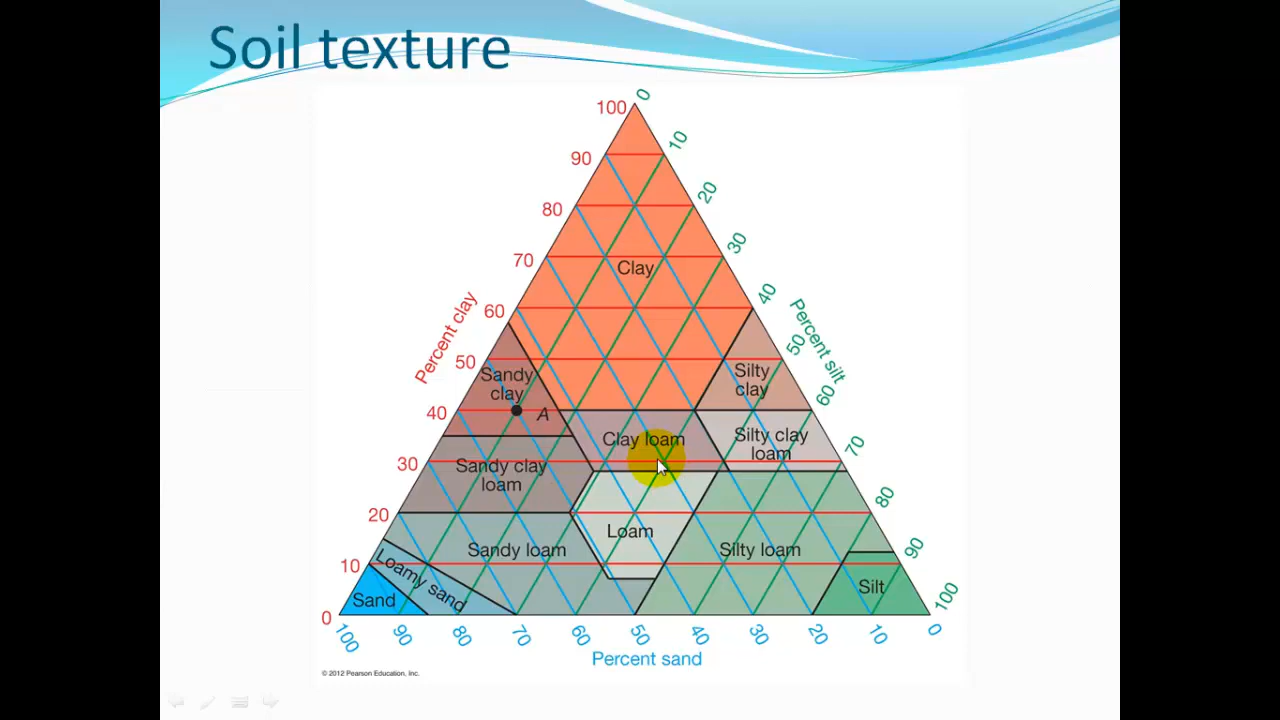 Soil texture
100
0
90
10
80
20
70
30
Clay
60
40
Percent clay
Percent silt
50
50
Sandy
clay
Silty
clay
60
40
A
Clay loam
Silty clay
loam
70
30
Sandy clay
loam
80
20
Loam
Sandy loam
Silty loam
90
10
Loamy sand
Silt
Sand
100
0
100
90
80
70
60
50
40
30
20
10
0
Percent sand
© 2012 Pearson Education, Inc.